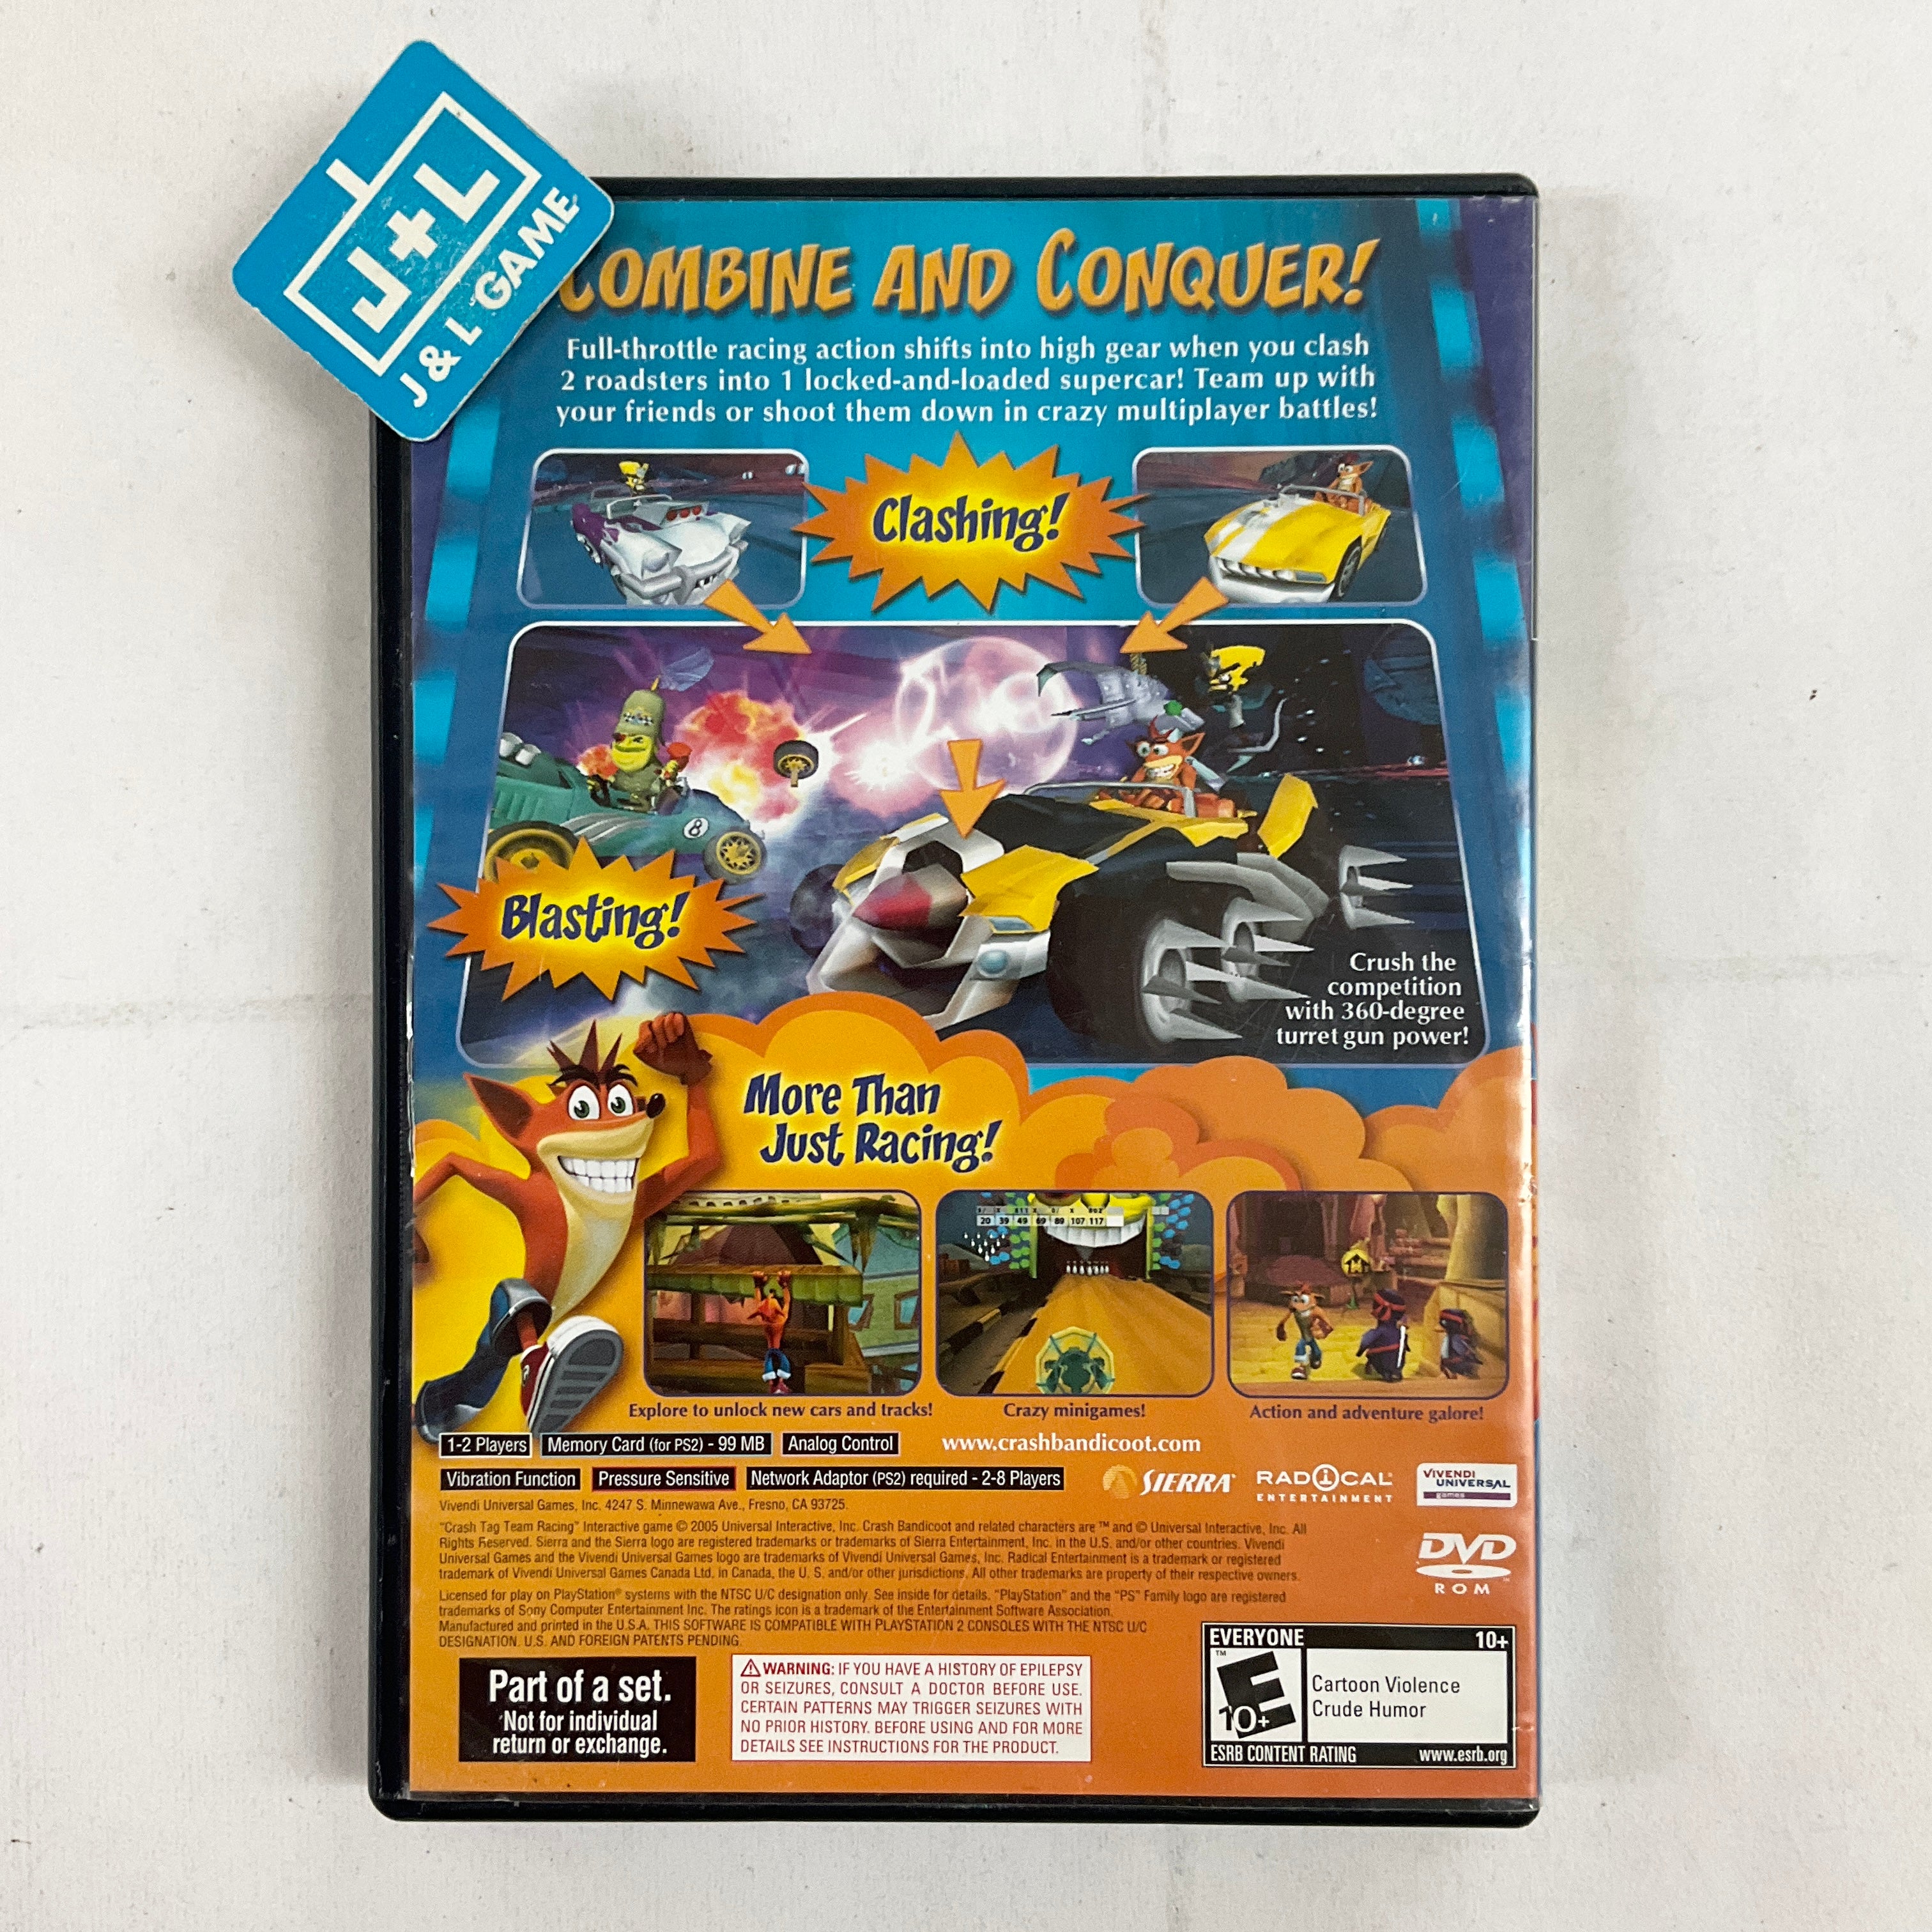 J+L
J & L GAME
COMBINE AND CONQUER!
Full-throttle racing action shifts into high gear when you clash
2 roadsters into 1 locked-and-loaded supercar! Team up with
your friends or shoot them down in crazy multiplayer battles!
Clashing!
8
Blasting!
Crush the
competition
with 360-degree
turret gun power!
More Than
Just Racing!
20 39 49 69 89 107 117
Explore to unlock new cars and tracks!
Crazy minigames!
Action and adventure galore!
1-2 Players
Memory Card (for PS2) - 99 MB
Analog Control
www.crashbandicoot.com
Vibration Function
Pressure Sensitive
Network Adaptor (PS2) required - 2-8 Players
SIERRA
RADICAL
ENTERTAINMENT
VIVENDI
UNIVERSAL
games
Vivendi Universal Games, Inc. 4247 S. Minnewawa Ave., Fresno, CA 93725.
"Crash Tag Team Racing" Interactive game © 2005 Universal Interactive, Inc. Crash Bandicoot and related characters are ™ and © Universal Interactive, Inc. All
Rights Reserved. Sierra and the Sierra logo are registered trademarks or trademarks of Sierra Entertainment, Inc. in the U.S. and/or other countries. Vivendi
Universal Games and the Vivendi Universal Games logo are trademarks of Vivendi Universal Games, Inc. Radical Entertainment is a trademark or registered
trademark of Vivendi Universal Games Canada Ltd. in Canada, the U. S. and/or other jurisdictions. All other trademarks are property of their respective owners.
Licensed for play on PlayStation® systems with the NTSC U/C designation only. See inside for details. "PlayStation" and the "PS" Family logo are registered
trademarks of Sony Computer Entertainment Inc. The ratings icon is a trademark of the Entertainment Software Association.
Manufactured and printed in the U.S.A. THIS SOFTWARE IS COMPATIBLE WITH PLAYSTATION 2 CONSOLES WITH THE NTSC U/C
DESIGNATION. U.S. AND FOREIGN PATENTS PENDING.
DVD
ROM
Part of a set.
Not for individual
return or exchange.
WARNING: IF YOU HAVE A HISTORY OF EPILEPSY
OR SEIZURES, CONSULT A DOCTOR BEFORE USE.
CERTAIN PATTERNS MAY TRIGGER SEIZURES WITH
NO PRIOR HISTORY. BEFORE USING AND FOR MORE
DETAILS SEE INSTRUCTIONS FOR THE PRODUCT.
EVERYONE 10+
E
10+
Cartoon Violence
Crude Humor
ESRB CONTENT RATING www.esrb.org